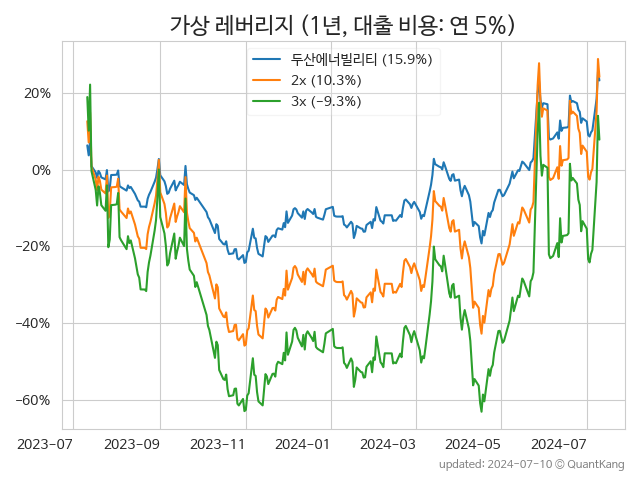 가상 레버리지 (1년, 대출 비용: 연 5%)
두산에너빌리티 (15.9%)
2x (10.3%)
3x (−9.3%)
20%
0%
−20%
−40%
−60%
2023-07
2023-09
2023-11
2024-01
2024-03
2024-05
2024-07
updated: 2024-07-10 © QuantKang